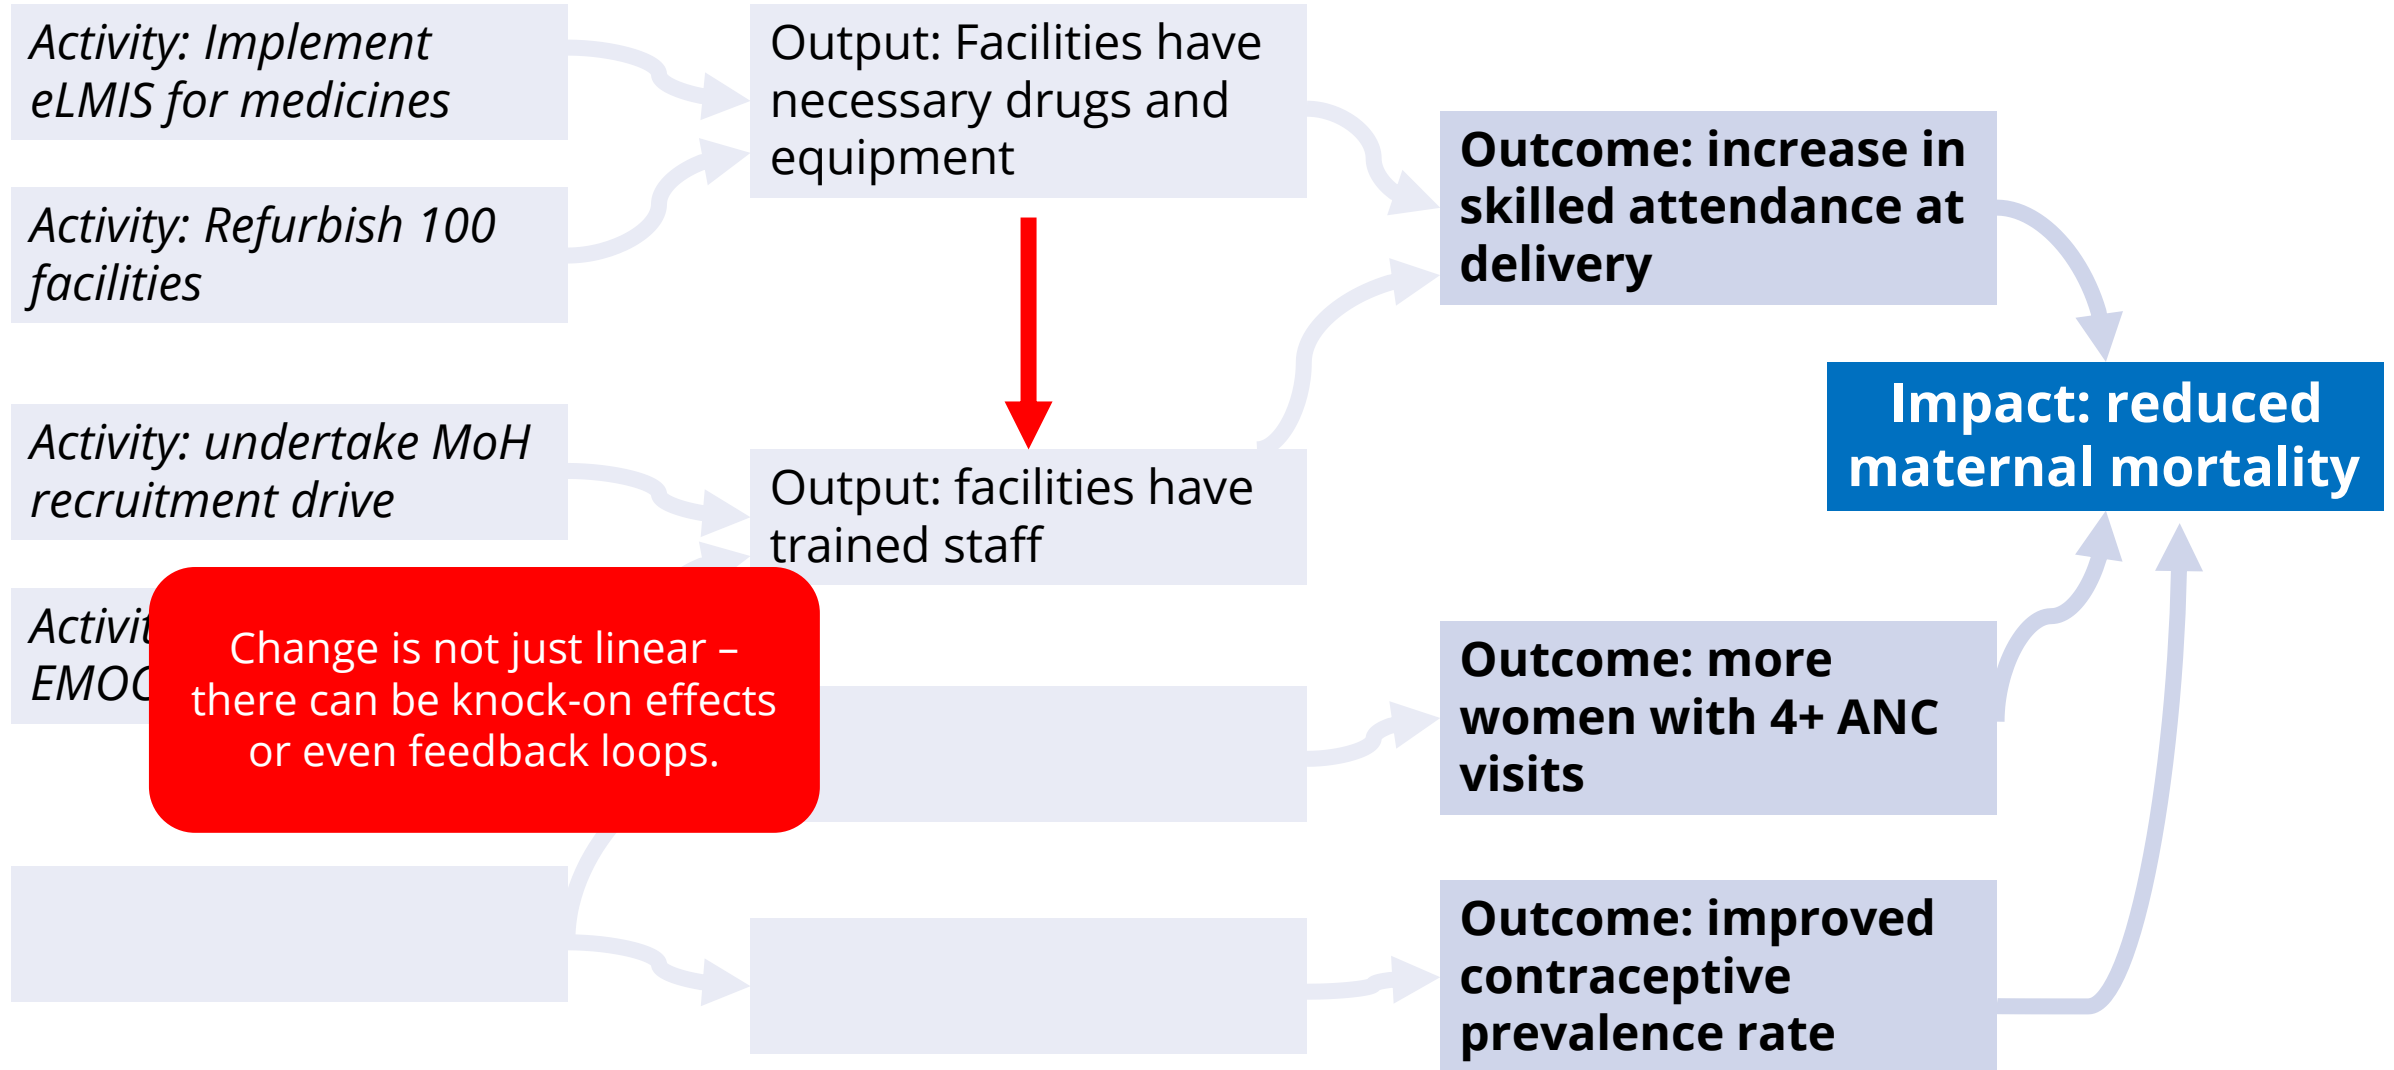 Activity: Implement
eLMIS for medicines
Activity: Refurbish 100
facilities
Activity: undertake MoH
recruitment drive
Output: Facilities have
necessary drugs and
equipment
Output: facilities have
trained staff
Change is not just linear –
there can be knock-on effects
or even feedback loops.
Outcome: increase in
skilled attendance at
delivery
Impact: reduced
maternal mortality
Outcome: more
women with 4+ ANC
visits
Outcome: improved
contraceptive
prevalence rate